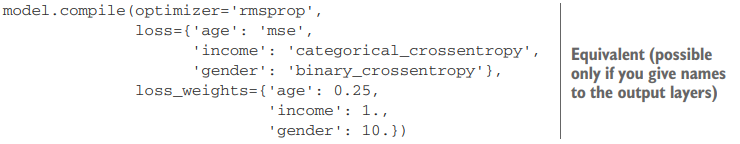 model.compile(optimizer='rmsprop',
              loss={'age': 'mse',
                    'income': 'categorical_crossentropy',
                    'gender': 'binary_crossentropy'},
              loss_weights={'age': 0.25,
                            'income': 1.,
                            'gender': 10.})
Equivalent (possible
only if you give names
to the output layers)